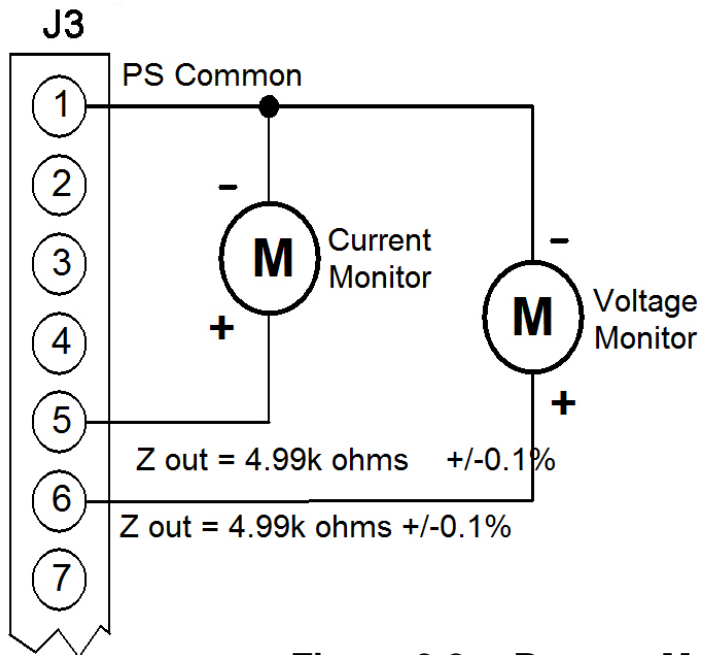 J3
PS Common
1
2
3
4
5
6
7
-
M
Current
Monitor
+
-
M
Voltage
Monitor
+
Z out = 4.99k ohms +/-0.1%
Z out = 4.99k ohms +/-0.1%